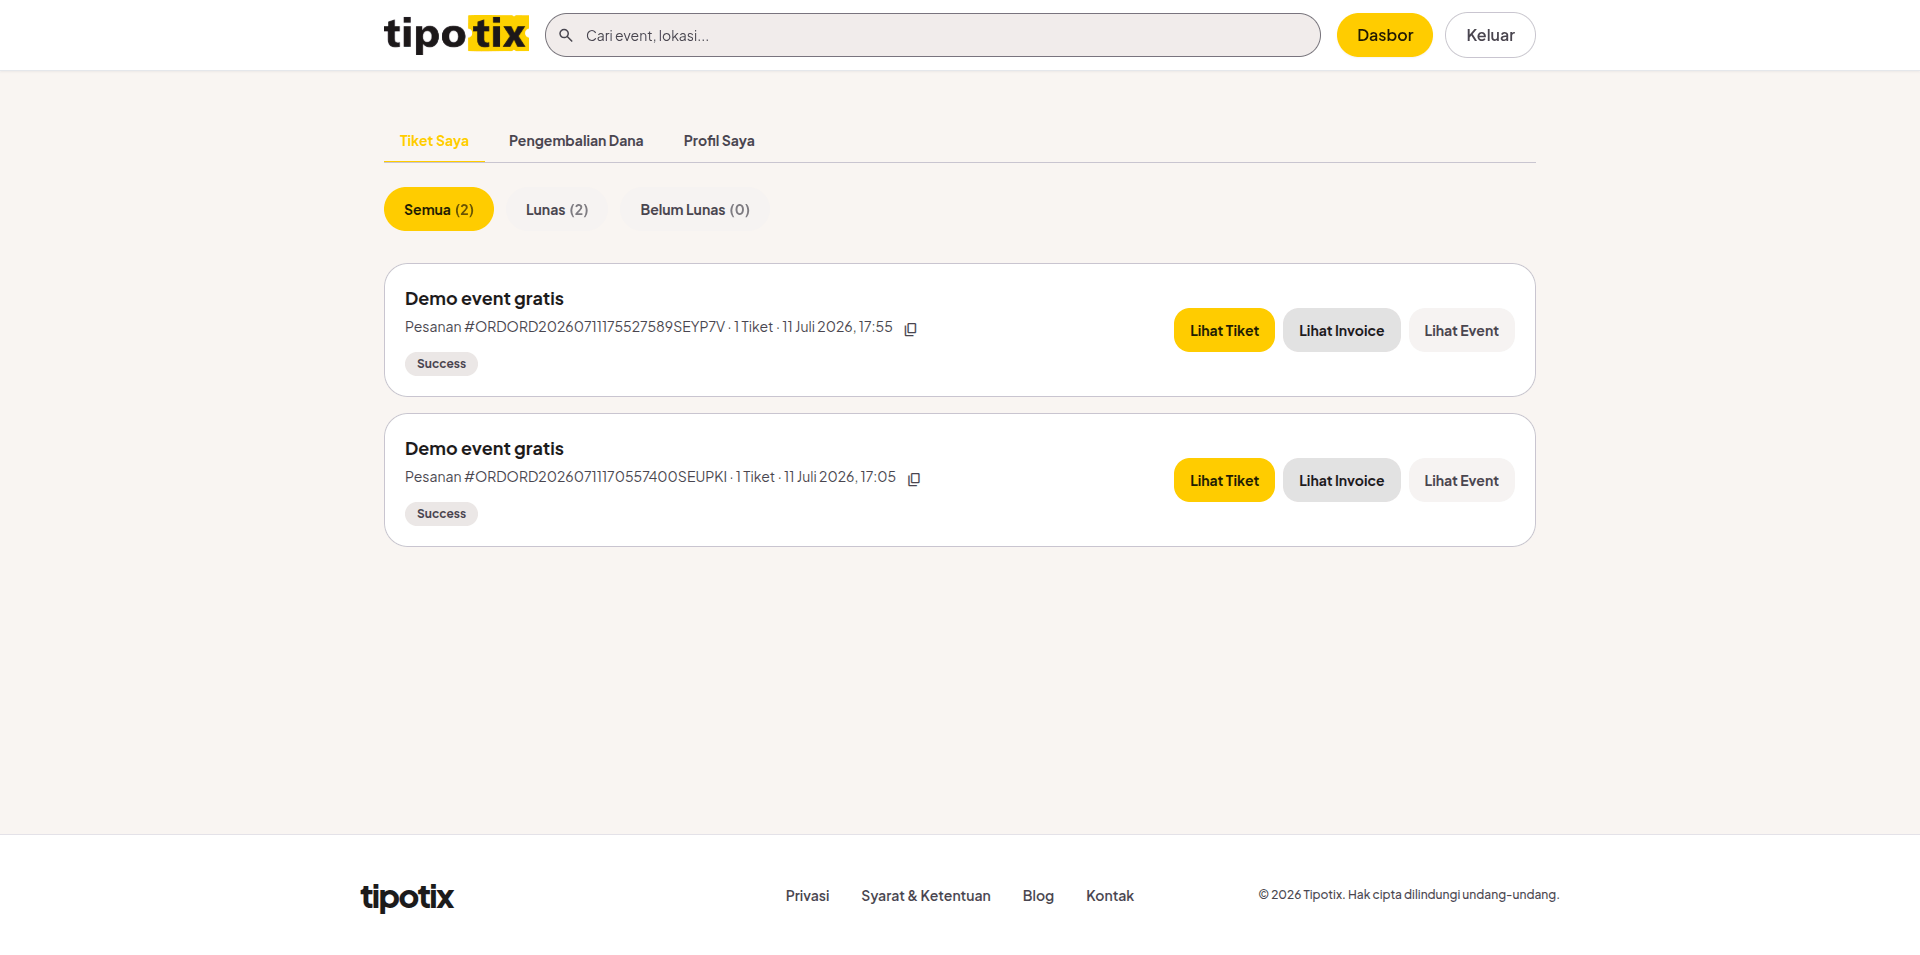 tipotix
Cari event, lokasi...
Dasbor
Keluar
Tiket Saya
Pengembalian Dana
Profil Saya
Semua (2)
Lunas (2)
Belum Lunas (0)
Demo event gratis
Pesanan #ORDORD20260711175527589SEYP7V · 1 Tiket · 11 Juli 2026, 17:55
Success
Lihat Tiket
Lihat Invoice
Lihat Event
Demo event gratis
Pesanan #ORDORD20260711170557400SEUPKI · 1 Tiket · 11 Juli 2026, 17:05
Success
Lihat Tiket
Lihat Invoice
Lihat Event
tipotix
Privasi
Syarat & Ketentuan
Blog
Kontak
© 2026 Tipotix. Hak cipta dilindungi undang-undang.